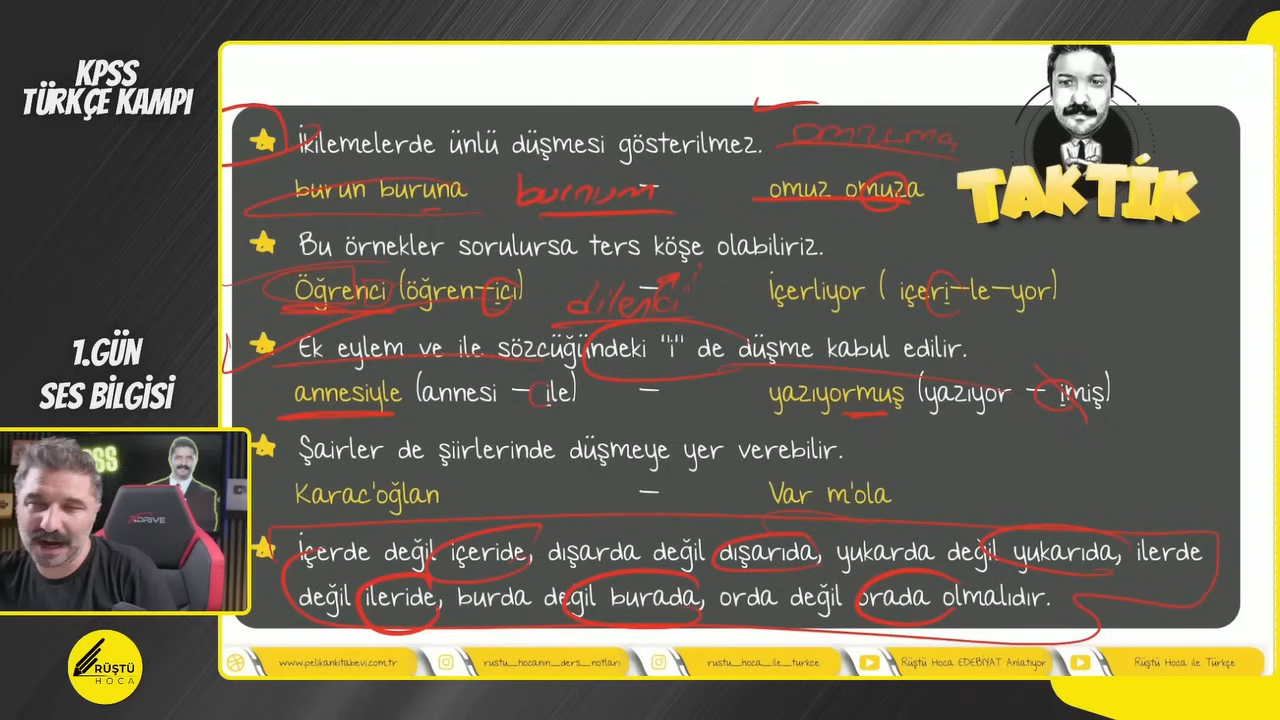 KPSS
TÜRKÇE KAMPI
1.GÜN
SES BİLGİSİ
RÜŞTÜ
HOCA
TAKTİK
İkilemelerde ünlü düşmesi gösterilmez. omzuma
burun buruna burnum – omuz omuza
Bu örnekler sorulursa ters köşe olabiliriz.
Öğrenci (öğren–ici) – İçerliyor ( içeri–le–yor)
dilenci
Ek eylem ve ile sözcüğündeki "i" de düşme kabul edilir.
annesiyle (annesi – ile) – yazıyormuş (yazıyor – imiş)
Şairler de şiirlerinde düşmeye yer verebilir.
Karac'oğlan – Var m'ola
İçerde değil içeride, dışarda değil dışarıda, yukarda değil yukarıda, ilerde
değil ileride, burda değil burada, orda değil orada olmalıdır.
www.pelikankitabevi.com.tr rustu_hocanin_ders_notlari rustu_hoca_ile_turkce Rüştü Hoca EDEBİYAT Anlatıyor Rüştü Hoca ile Türkçe
XDRIVE